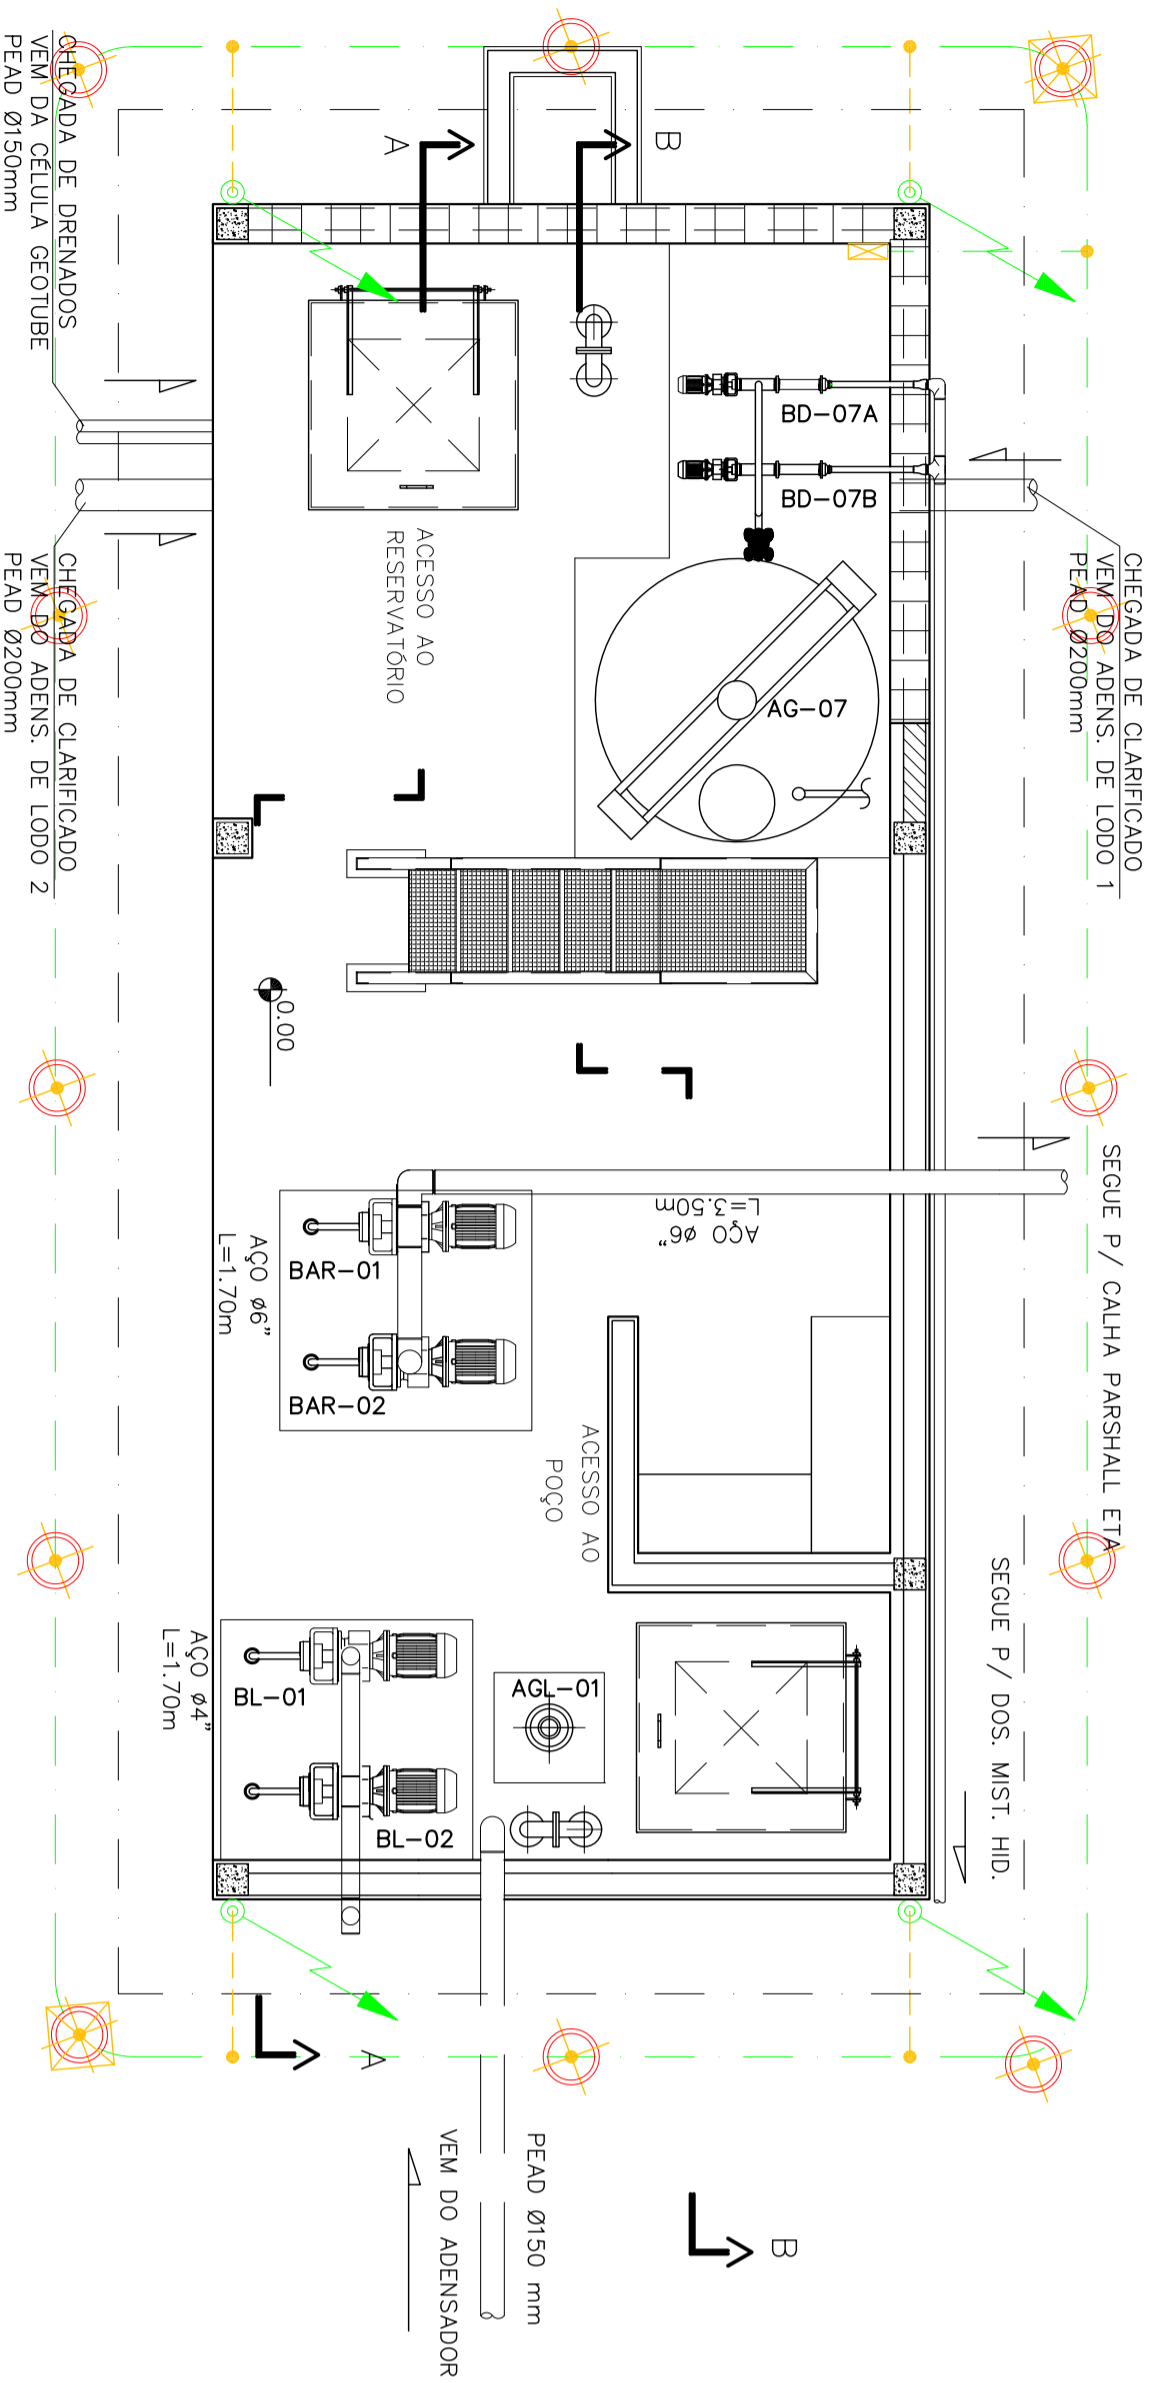 CHEGADA DE CLARIFICADO
VEM DO ADENS. DE LODO 1
PEAD Ø200mm
SEGUE P/ CALHA PARSHALL ETA
SEGUE P/ DOS. MIST. HID.
B
A
BD-07A
BD-07B
AG-07
ACESSO AO
RESERVATÓRIO
0.00
AÇO ø6"
L=3.50m
BAR-01
BAR-02
AÇO ø6"
L=1.70m
ACESSO AO
POÇO
AGL-01
BL-01
BL-02
AÇO ø4"
L=1.70m
CHEGADA DE DRENADOS
VEM DA CÉLULA GEOTUBE
PEAD Ø150mm
CHEGADA DE CLARIFICADO
VEM DO ADENS. DE LODO 2
PEAD Ø200mm
A
B
PEAD Ø150 mm
VEM DO ADENSADOR